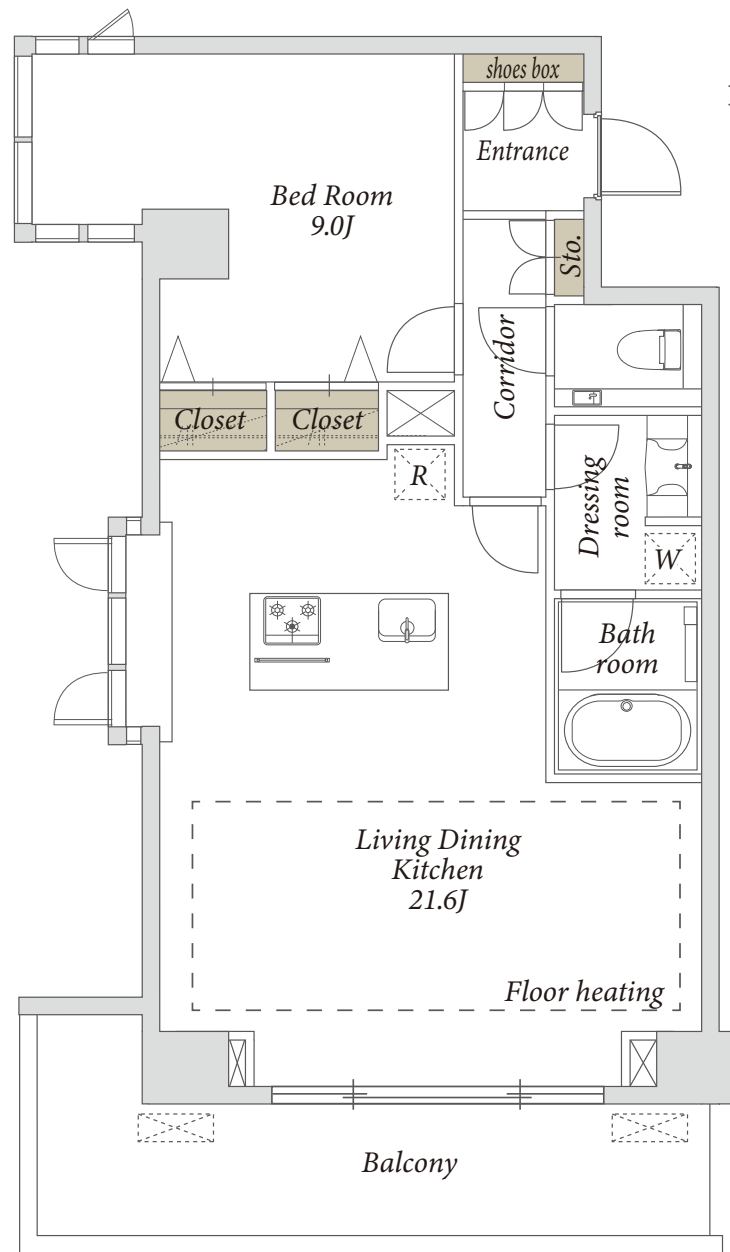 shoes box
Entrance
Bed Room
9.0J
Sto.
Corridor
Closet
Closet
R
Dressing
room
W
Bath
room
Living Dining
Kitchen
21.6J
Floor heating
Balcony